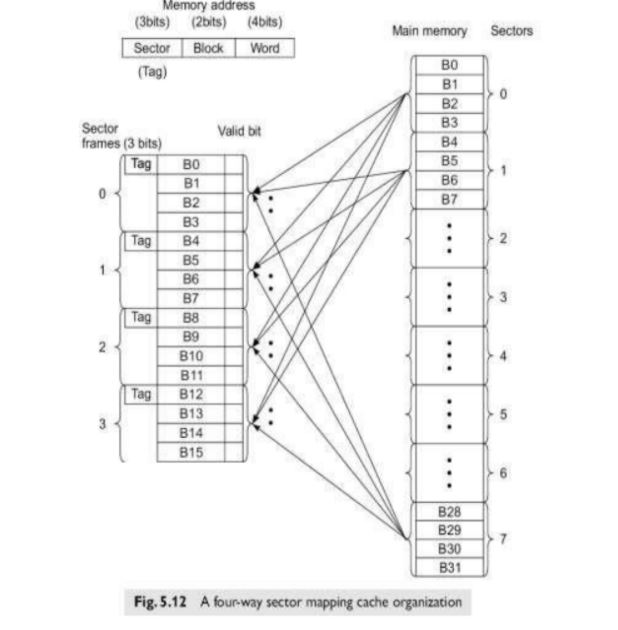 Memory address
(3bits) (2bits) (4bits)
Sector Block Word
(Tag)
Main memory Sectors
B0
B1
B2
B3
0
B4
B5
B6
B7
1
2
3
4
5
6
B28
B29
B30
B31
7
Sector
frames (3 bits)
Valid bit
Tag B0
B1
0
B2
B3
Tag B4
B5
1
B6
B7
Tag B8
B9
2
B10
B11
Tag B12
B13
3
B14
B15
Fig. 5.12 A four-way sector mapping cache organization